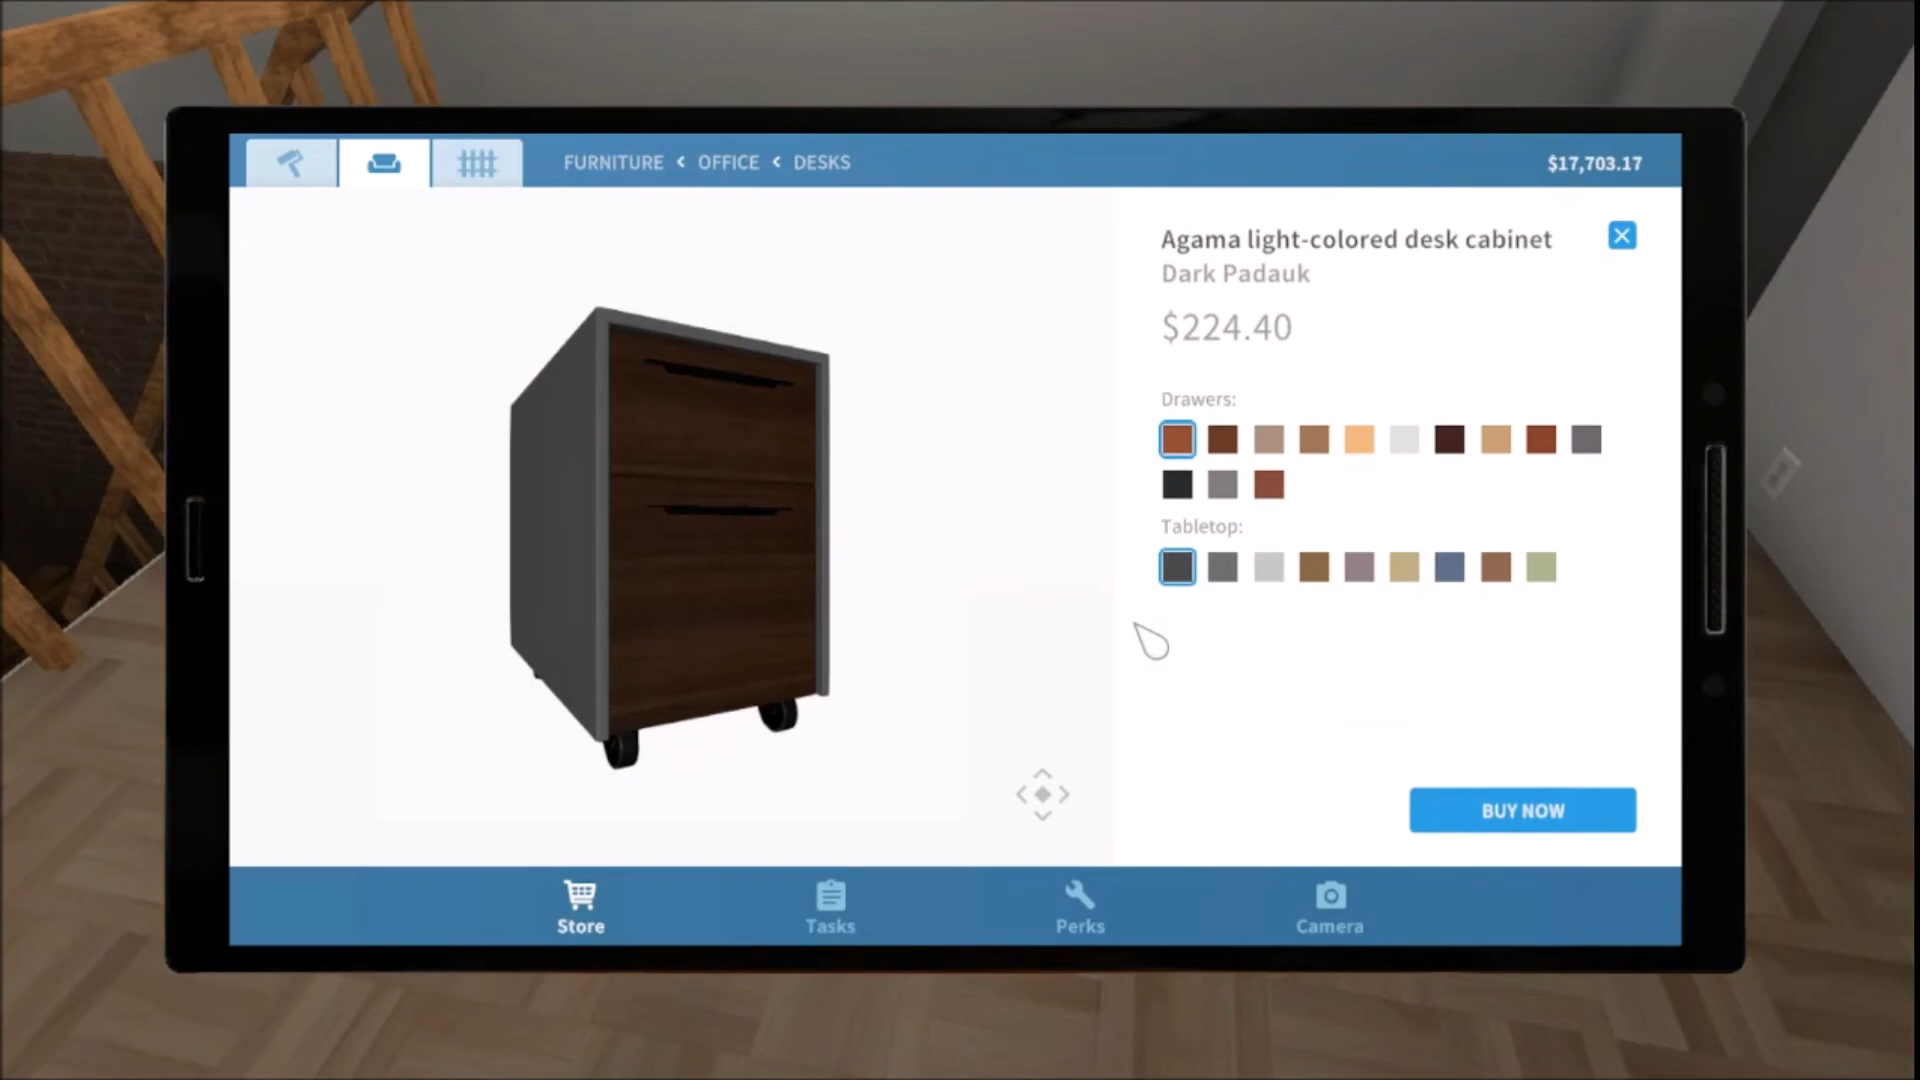 FURNITURE < OFFICE < DESKS
$17,703.17
Agama light-colored desk cabinet
Dark Padauk
$224.40
Drawers:
Tabletop:
BUY NOW
Store
Tasks
Perks
Camera